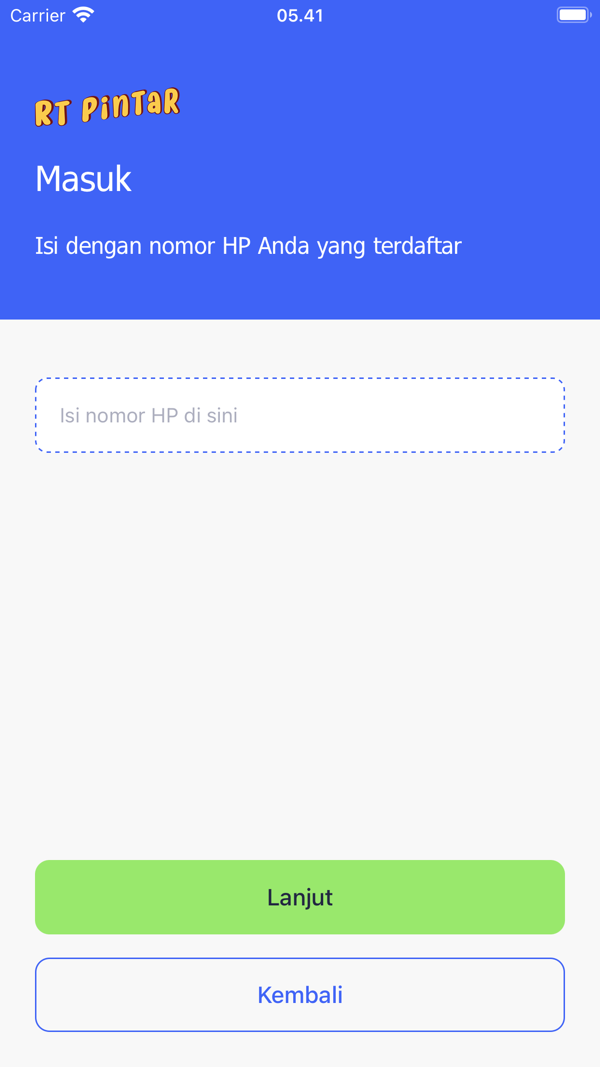 Carrier
05.41
RT PiNTaR
Masuk
Isi dengan nomor HP Anda yang terdaftar
Isi nomor HP di sini
Lanjut
Kembali